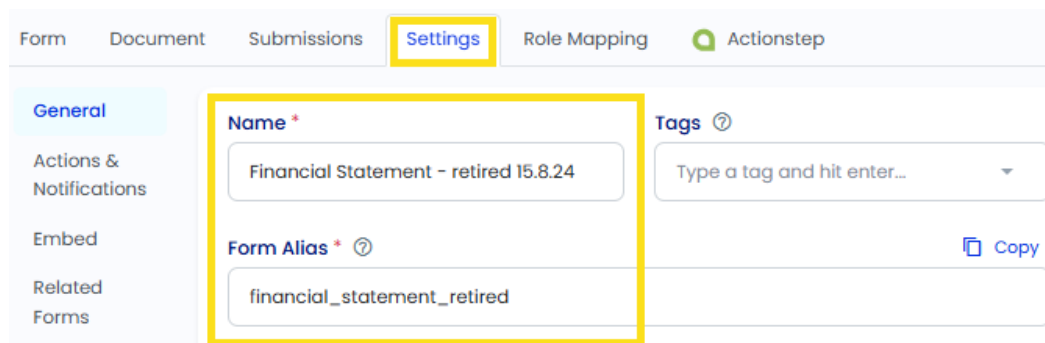 Form Document Submissions Settings Role Mapping Actionstep
General
Actions &
Notifications
Embed
Related
Forms
Name * Tags ?
Financial Statement - retired 15.8.24 Type a tag and hit enter...
Form Alias * ? Copy
financial_statement_retired